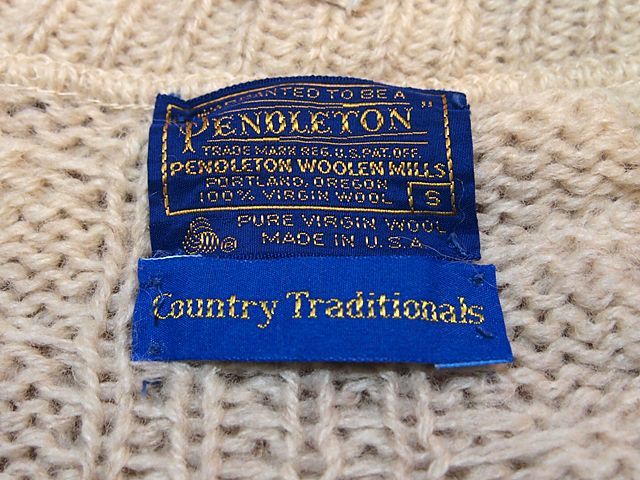 WARRANTED TO BE A
"PENDLETON"
TRADE MARK REG. U.S. PAT. OFF.
PENDLETON WOOLEN MILLS
PORTLAND, OREGON
100% VIRGIN WOOL
S
PURE VIRGIN WOOL
® MADE IN U.S.A.
Country Traditionals